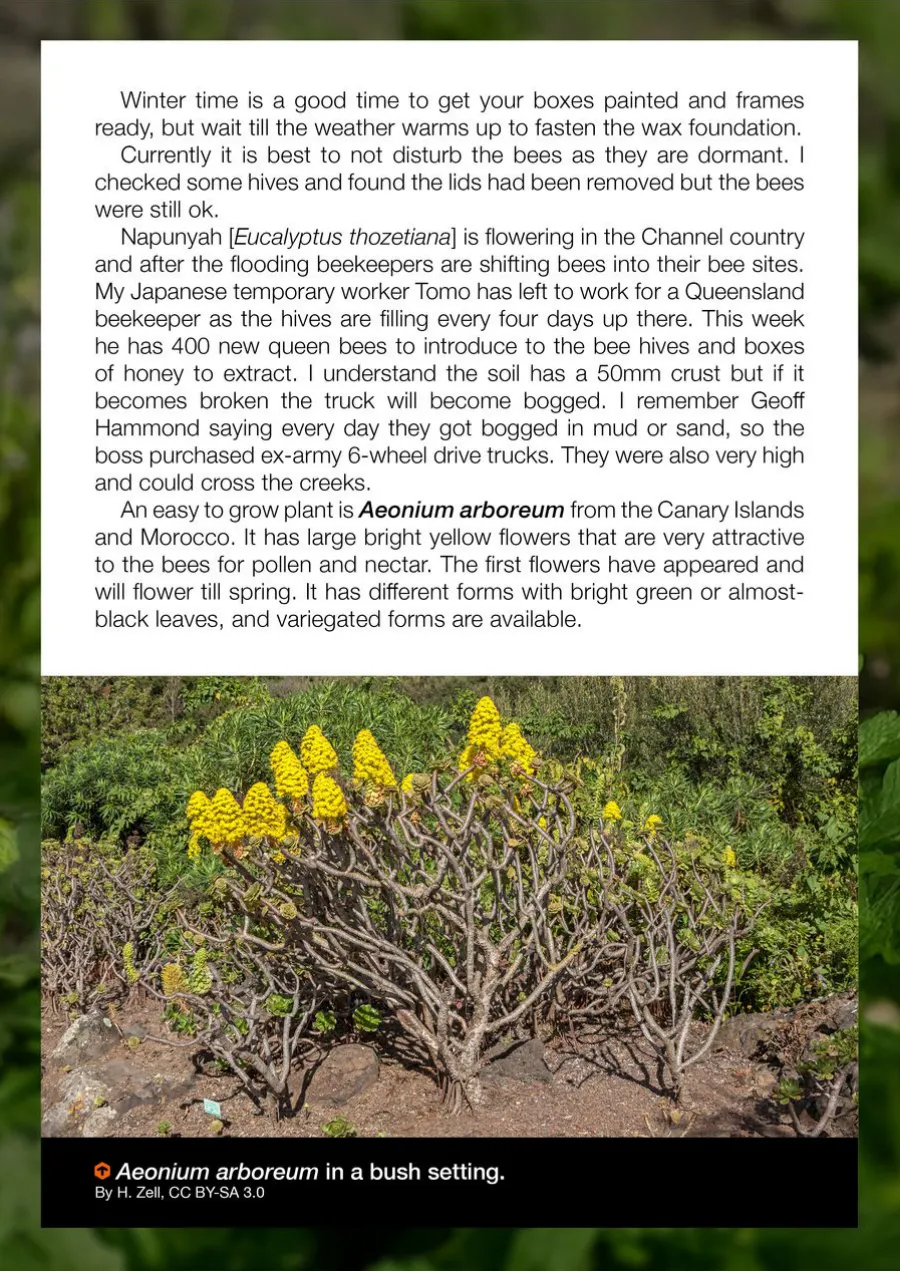 Winter time is a good time to get your boxes painted and frames
ready, but wait till the weather warms up to fasten the wax foundation.
Currently it is best to not disturb the bees as they are dormant. I
checked some hives and found the lids had been removed but the bees
were still ok.
Napunyah [Eucalyptus thozetiana] is flowering in the Channel country
and after the flooding beekeepers are shifting bees into their bee sites.
My Japanese temporary worker Tomo has left to work for a Queensland
beekeeper as the hives are filling every four days up there. This week
he has 400 new queen bees to introduce to the bee hives and boxes
of honey to extract. I understand the soil has a 50mm crust but if it
becomes broken the truck will become bogged. I remember Geoff
Hammond saying every day they got bogged in mud or sand, so the
boss purchased ex-army 6-wheel drive trucks. They were also very high
and could cross the creeks.
An easy to grow plant is Aeonium arboreum from the Canary Islands
and Morocco. It has large bright yellow flowers that are very attractive
to the bees for pollen and nectar. The first flowers have appeared and
will flower till spring. It has different forms with bright green or almost-
black leaves, and variegated forms are available.
Aeonium arboreum in a bush setting.
By H. Zell, CC BY-SA 3.0